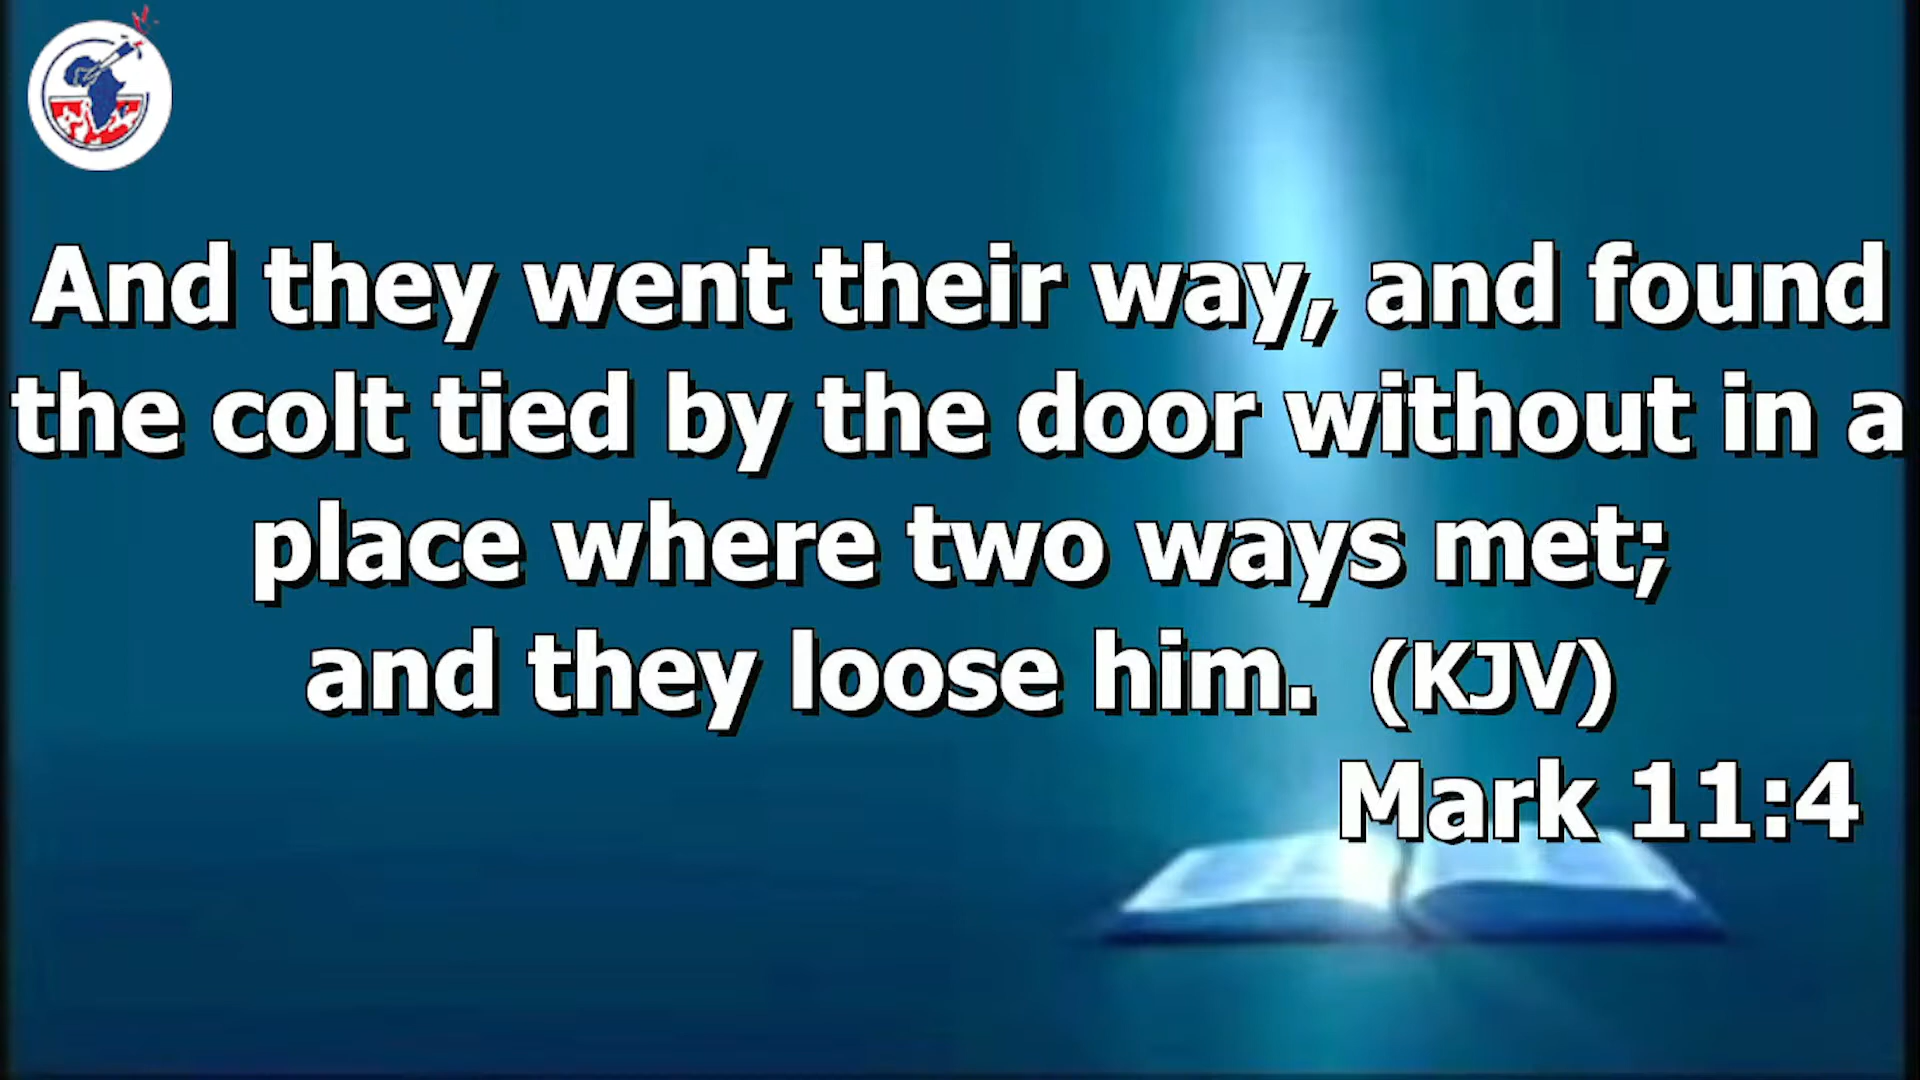 And they went their way, and found
the colt tied by the door without in a
place where two ways met;
and they loose him. (KJV)
Mark 11:4